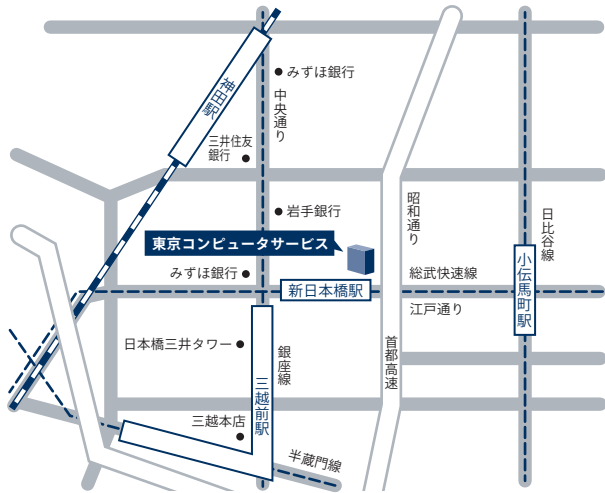 みずほ銀行
神田駅
中央通り
三井住友
銀行
岩手銀行
昭和通り
日比谷線
東京コンピュータサービス
みずほ銀行
新日本橋駅
総武快速線
江戸通り
小伝馬町駅
日本橋三井タワー
銀座線
首都高速
三越前駅
三越本店
半蔵門線